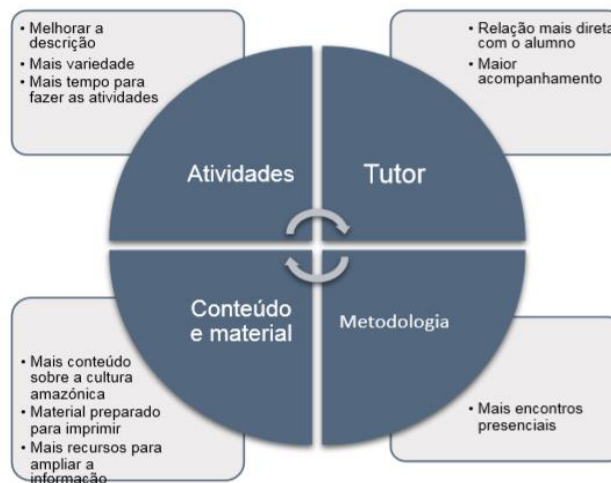 • Melhorar a
descrição
• Mais variedade
• Mais tempo para
fazer as atividades
• Relação mais direta
com o alumno
• Maior
acompanhamento
Atividades
Tutor
Conteúdo
e material
Metodologia
• Mais conteúdo
sobre a cultura
amazónica
• Material preparado
para imprimir
• Mais recursos para
ampliar a
informação
• Mais encontros
presenciais